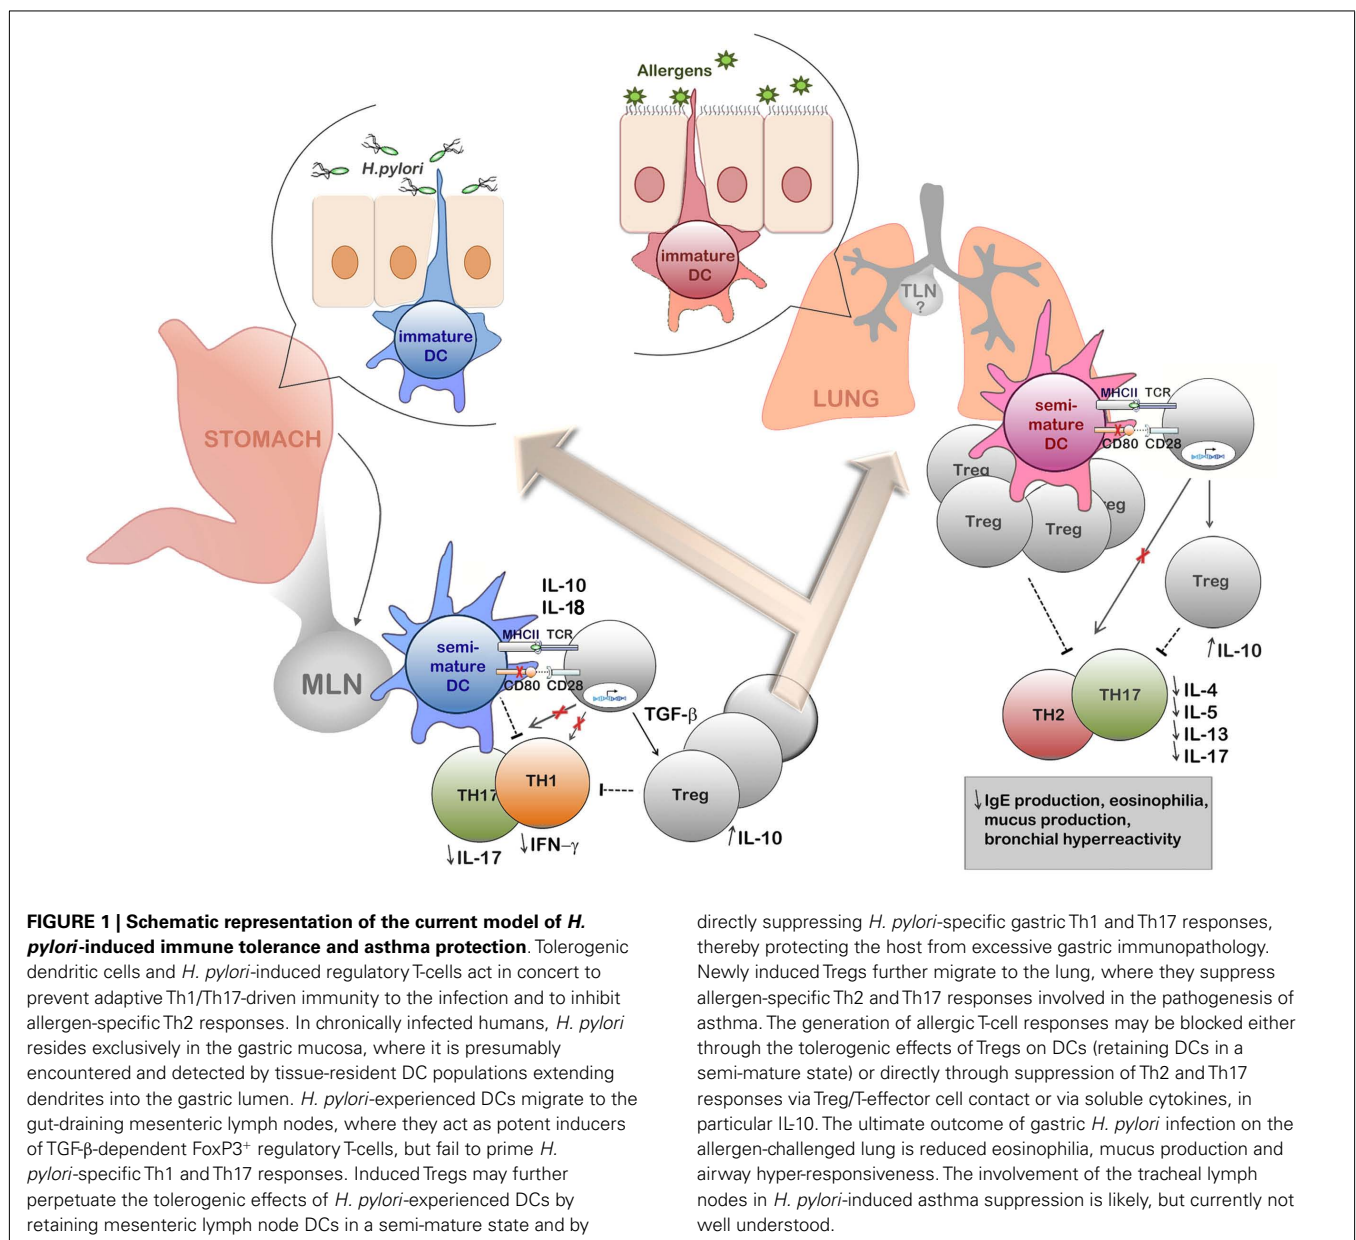 Allergens
H.pylori
immature
DC
immature
DC
TLN
?
STOMACH
LUNG
MHCII TCR
semi-
mature
DC
CD80 CD28
Treg
Treg
Treg
reg
Treg
IL-10
IL-10
IL-18
MHCII TCR
semi-
mature
DC
CD80 CD28
MLN
TGF-β
TH17
TH1
Treg
IL-10
↓IL-17
↓IFN–γ
↑IL-10
TH2
TH17
↓IL-4
↓IL-5
↓IL-13
↓IL-17
↓IgE production, eosinophilia,
mucus production,
bronchial hyperreactivity
FIGURE 1 | Schematic representation of the current model of H.
pylori-induced immune tolerance and asthma protection. Tolerogenic
dendritic cells and H. pylori-induced regulatory T-cells act in concert to
prevent adaptive Th1/Th17-driven immunity to the infection and to inhibit
allergen-specific Th2 responses. In chronically infected humans, H. pylori
resides exclusively in the gastric mucosa, where it is presumably
encountered and detected by tissue-resident DC populations extending
dendrites into the gastric lumen. H. pylori-experienced DCs migrate to the
gut-draining mesenteric lymph nodes, where they act as potent inducers
of TGF-β-dependent FoxP3⁺ regulatory T-cells, but fail to prime H.
pylori-specific Th1 and Th17 responses. Induced Tregs may further
perpetuate the tolerogenic effects of H. pylori-experienced DCs by
retaining mesenteric lymph node DCs in a semi-mature state and by
directly suppressing H. pylori-specific gastric Th1 and Th17 responses,
thereby protecting the host from excessive gastric immunopathology.
Newly induced Tregs further migrate to the lung, where they suppress
allergen-specific Th2 and Th17 responses involved in the pathogenesis of
asthma. The generation of allergic T-cell responses may be blocked either
through the tolerogenic effects of Tregs on DCs (retaining DCs in a
semi-mature state) or directly through suppression of Th2 and Th17
responses via Treg/T-effector cell contact or via soluble cytokines, in
particular IL-10. The ultimate outcome of gastric H. pylori infection on the
allergen-challenged lung is reduced eosinophilia, mucus production and
airway hyper-responsiveness. The involvement of the tracheal lymph
nodes in H. pylori-induced asthma suppression is likely, but currently not
well understood.